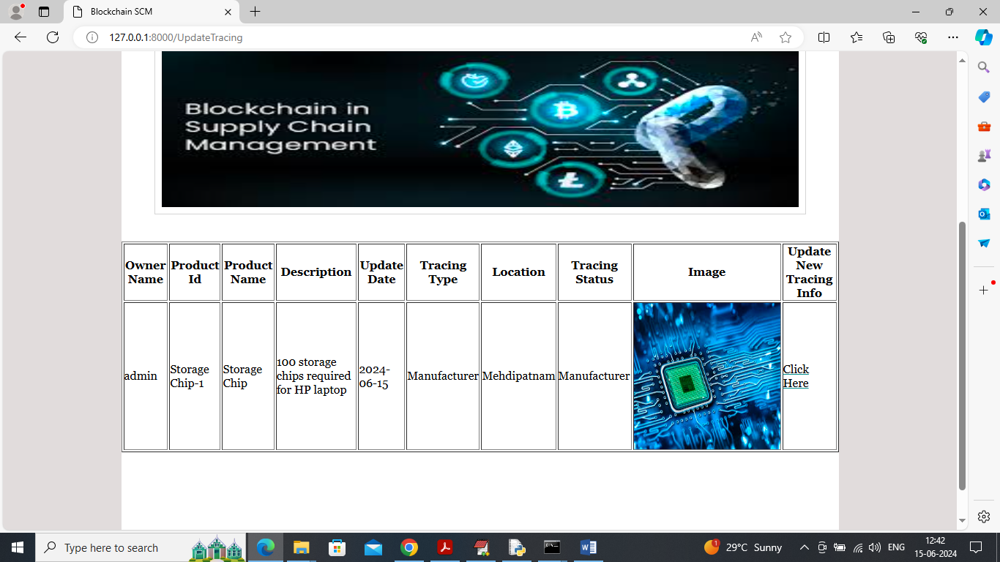 Blockchain SCM
127.0.0.1:8000/UpdateTracing
Blockchain in
Supply Chain
Management
Owner Name
Product Id
Product Name
Description
Update Date
Tracing Type
Location
Tracing Status
Image
Update New Tracing Info
admin
Storage Chip-1
Storage Chip
100 storage chips required for HP laptop
2024-06-15
Manufacturer
Mehdipatnam
Manufacturer
Click Here
Type here to search
1
29°C Sunny
ENG
12:42
15-06-2024